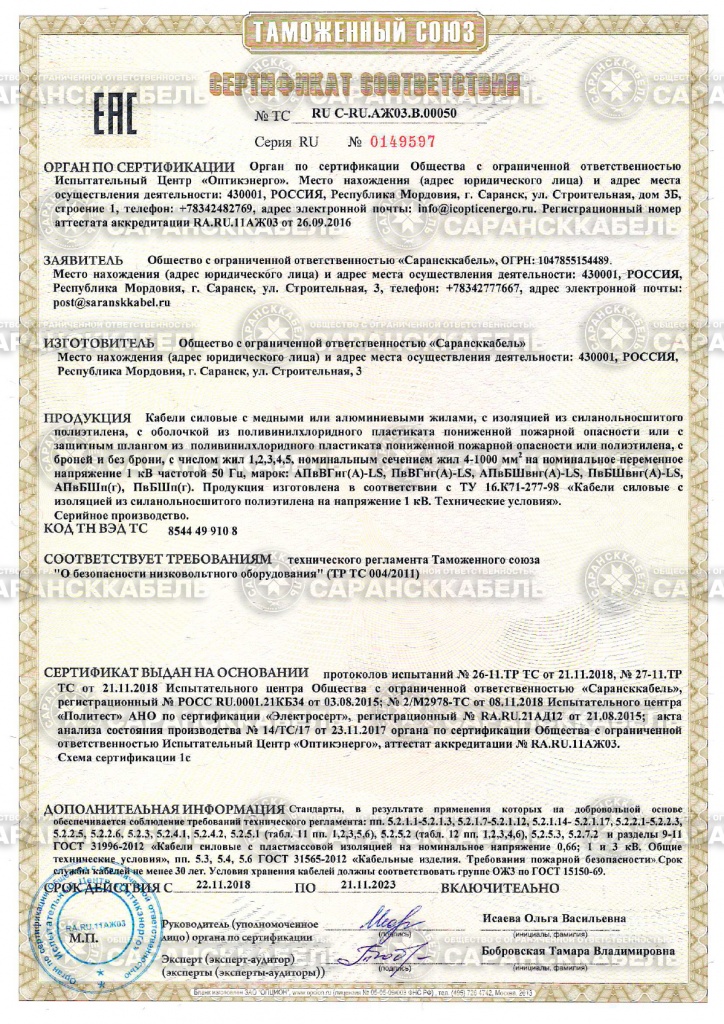 ТАМОЖЕННЫЙ СОЮЗ
СЕРТИФИКАТ СООТВЕТСТВИЯ
ЕАС
№ ТС RU С-RU.АЖ03.В.00050
Серия RU № 0149597
ОРГАН ПО СЕРТИФИКАЦИИ Орган по сертификации Общества с ограниченной ответственностью
Испытательный Центр «Оптикэнерго». Место нахождения (адрес юридического лица) и адрес места
осуществления деятельности: 430001, РОССИЯ, Республика Мордовия, г. Саранск, ул. Строительная, дом 3Б,
строение 1, телефон: +78342482769, адрес электронной почты: info@icopticenergo.ru. Регистрационный номер
аттестата аккредитации RA.RU.11АЖ03 от 26.09.2016
ЗАЯВИТЕЛЬ Общество с ограниченной ответственностью «Сарансккабель», ОГРН: 1047855154489.
Место нахождения (адрес юридического лица) и адрес места осуществления деятельности: 430001, РОССИЯ,
Республика Мордовия, г. Саранск, ул. Строительная, 3, телефон: +78342777667, адрес электронной почты:
post@saranskkabel.ru
ИЗГОТОВИТЕЛЬ Общество с ограниченной ответственностью «Сарансккабель»
Место нахождения (адрес юридического лица) и адрес места осуществления деятельности: 430001, РОССИЯ,
Республика Мордовия, г. Саранск, ул. Строительная, 3
ПРОДУКЦИЯ Кабели силовые с медными или алюминиевыми жилами, с изоляцией из силанольносшитого
полиэтилена, с оболочкой из поливинилхлоридного пластиката пониженной пожарной опасности или с
защитным шлангом из поливинилхлоридного пластиката пониженной пожарной опасности или полиэтилена, с
броней и без брони, с числом жил 1,2,3,4,5, номинальным сечением жил 4-1000 мм² на номинальное переменное
напряжение 1 кВ частотой 50 Гц, марок: АПвВГнг(А)-LS, ПвВГнг(А)-LS, АПвБШвнг(А)-LS, ПвБШвнг(А)-LS,
АПвБШп(г), ПвБШп(г). Продукция изготовлена в соответствии с ТУ 16.К71-277-98 «Кабели силовые с
изоляцией из силанольносшитого полиэтилена на напряжение 1 кВ. Технические условия».
Серийное производство.
КОД ТН ВЭД ТС 8544 49 910 8
СООТВЕТСТВУЕТ ТРЕБОВАНИЯМ технического регламента Таможенного союза
"О безопасности низковольтного оборудования" (ТР ТС 004/2011)
СЕРТИФИКАТ ВЫДАН НА ОСНОВАНИИ протоколов испытаний № 26-11.ТР ТС от 21.11.2018, № 27-11.ТР
ТС от 21.11.2018 Испытательного центра Общества с ограниченной ответственностью «Сарансккабель»,
регистрационный № РОСС RU.0001.21КБ34 от 03.08.2015; № 2/М2978-ТС от 08.11.2018 Испытательного центра
«Политест» АНО по сертификации «Электросерт», регистрационный № RA.RU.21АД12 от 21.08.2015; акта
анализа состояния производства № 14/ТС/17 от 23.11.2017 органа по сертификации Общества с ограниченной
ответственностью Испытательный Центр «Оптикэнерго», аттестат аккредитации № RA.RU.11АЖ03.
Схема сертификации 1с
ДОПОЛНИТЕЛЬНАЯ ИНФОРМАЦИЯ Стандарты, в результате применения которых на добровольной основе
обеспечивается соблюдение требований технического регламента: пп. 5.2.1.1-5.2.1.3, 5.2.1.7-5.2.1.12, 5.2.1.14- 5.2.1.17, 5.2.2.1-5.2.2.3,
5.2.2.5, 5.2.2.6, 5.2.3, 5.2.4.1, 5.2.4.2, 5.2.5.1 (табл. 11 пп. 1,2,3,5,6), 5.2.5.2 (табл. 12 пп. 1,2,3,4,6), 5.2.5.3, 5.2.7.2 и разделы 9-11
ГОСТ 31996-2012 «Кабели силовые с пластмассовой изоляцией на номинальное напряжение 0,66; 1 и 3 кВ. Общие
технические условия», пп. 5.3, 5.4, 5.6 ГОСТ 31565-2012 «Кабельные изделия. Требования пожарной безопасности».Срок
службы кабелей не менее 30 лет. Условия хранения кабелей должны соответствовать группе ОЖ3 по ГОСТ 15150-69.
СРОК ДЕЙСТВИЯ С 22.11.2018 ПО 21.11.2023 ВКЛЮЧИТЕЛЬНО
RA.RU.11АЖ03
М.П.
Руководитель (уполномоченное
лицо) органа по сертификации
(подпись)
Исаева Ольга Васильевна
(инициалы, фамилия)
Эксперт (эксперт-аудитор)
(эксперты (эксперты-аудиторы))
(подпись)
Бобровская Тамара Владимировна
(инициалы, фамилия)
ОБЩЕСТВО С ОГРАНИЧЕННОЙ ОТВЕТСТВЕННОСТЬЮ
САРАНСККАБЕЛЬ